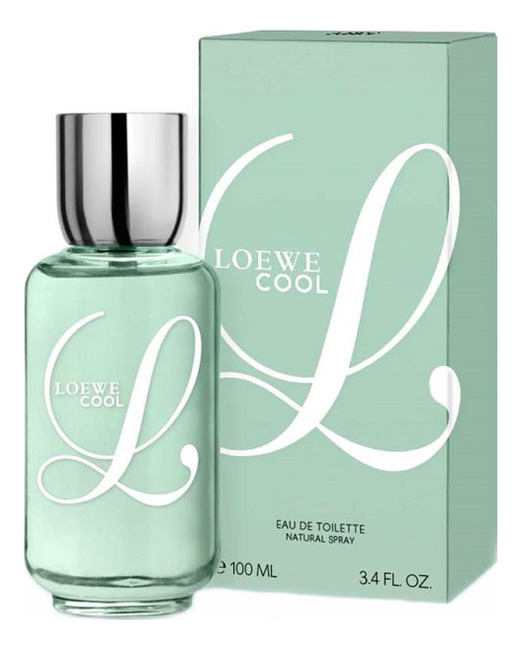 LOEWE
COOL
L
LOEWE
COOL
L
EAU DE TOILETTE
NATURAL SPRAY
e 100 ML
3.4 FL. OZ.